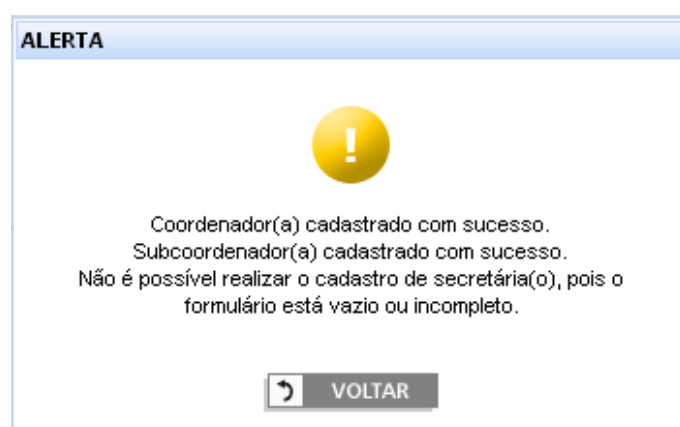 ALERTA
!
Coordenador(a) cadastrado com sucesso.
Subcoordenador(a) cadastrado com sucesso.
Não é possível realizar o cadastro de secretária(o), pois o
formulário está vazio ou incompleto.
VOLTAR